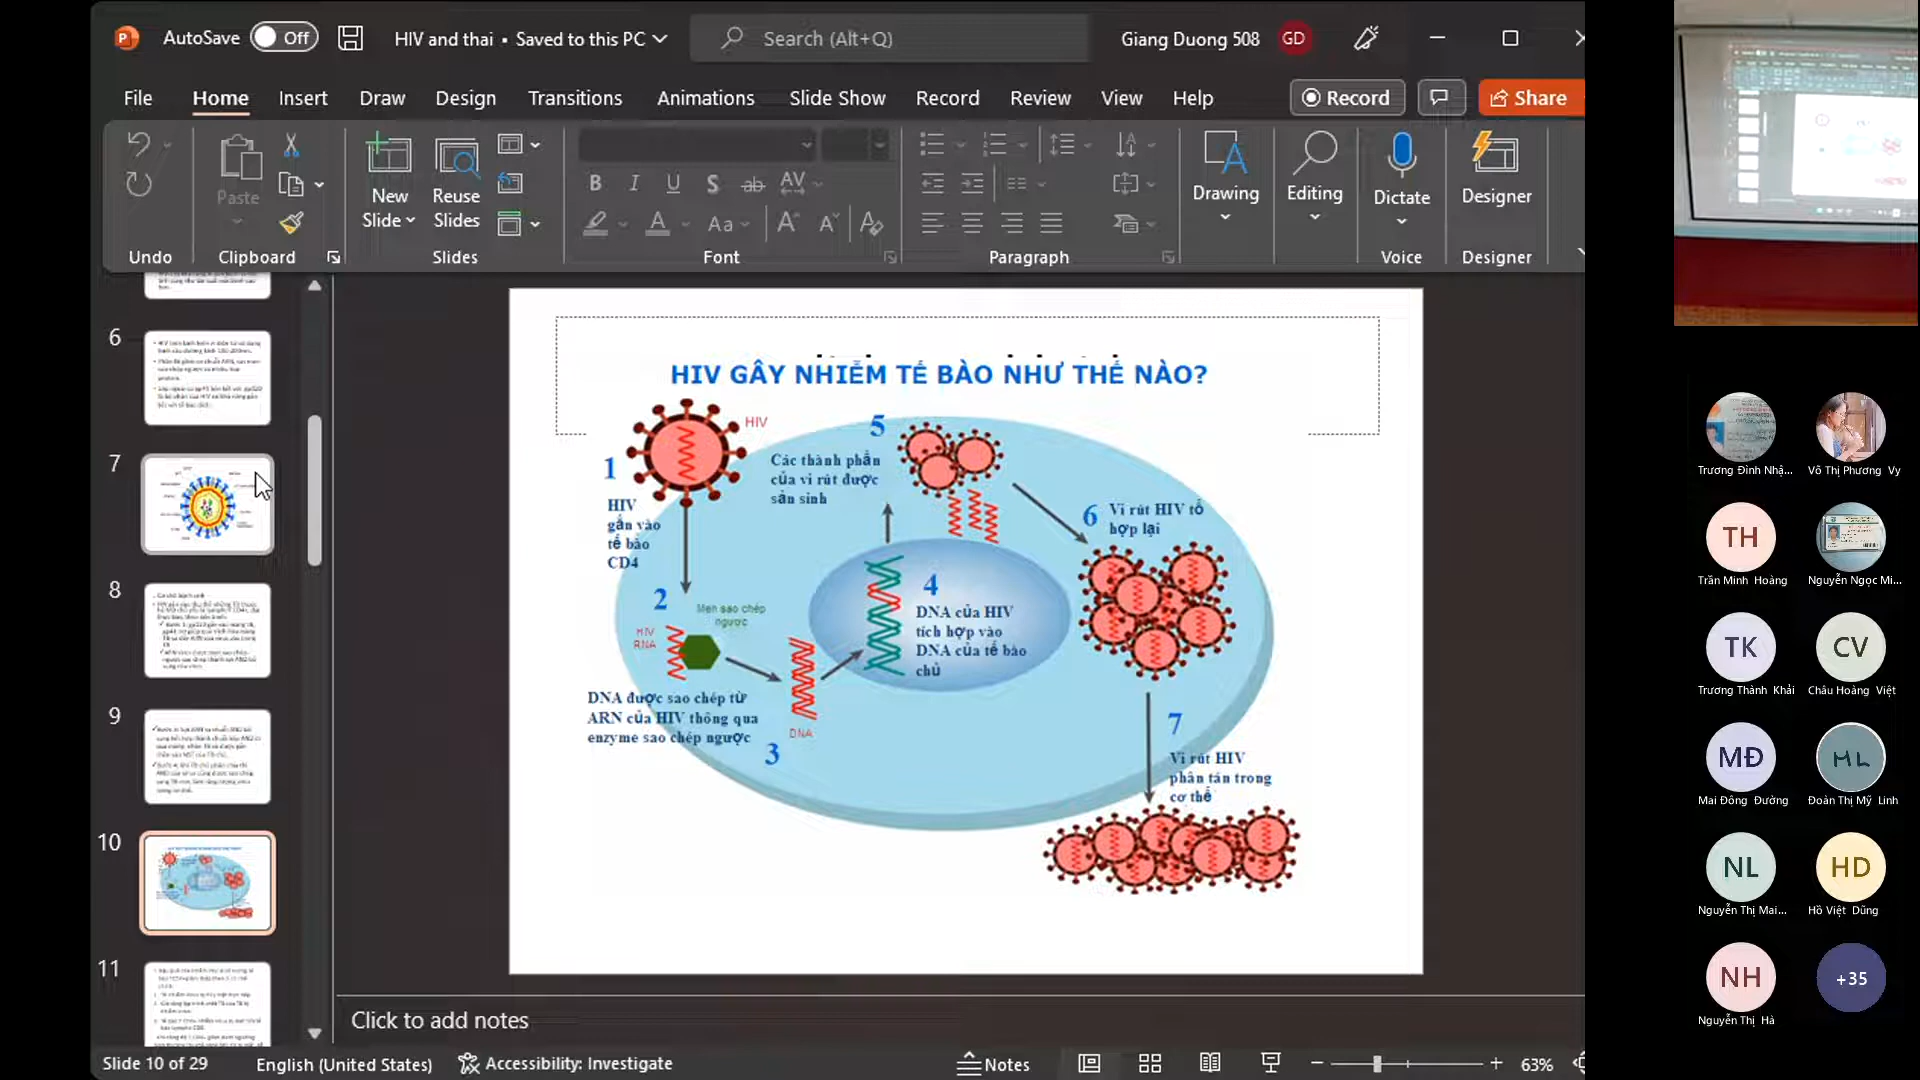 AutoSave Off HIV and thai • Saved to this PC Search (Alt+Q) Giang Duong 508 GD
File Home Insert Draw Design Transitions Animations Slide Show Record Review View Help Record Share
Paste
New Slide
Reuse Slides
Drawing
Editing
Dictate
Designer
Undo Clipboard Slides Font Paragraph Voice Designer
6
7
8
9
10
11
HIV GÂY NHIỄM TẾ BÀO NHƯ THẾ NÀO?
HIV
1
HIV
gắn vào
tế bào
CD4
2
Men sao chép
ngược
HIV
RNA
DNA được sao chép từ
ARN của HIV thông qua
enzyme sao chép ngược
3
DNA
4
DNA của HIV
tích hợp vào
DNA của tế bào
chủ
5
Các thành phần
của vi rút được
sản sinh
6
Vi rút HIV tổ
hợp lại
7
Vi rút HIV
phân tán trong
cơ thể
Click to add notes
Slide 10 of 29 English (United States) Accessibility: Investigate Notes 63%
Trương Đình Nhậ...
Võ Thị Phương Vy
TH
Trần Minh Hoàng
Nguyễn Ngọc Mi...
TK
Trương Thành Khải
CV
Châu Hoàng Việt
MĐ
Mai Đông Đường
ML
Đoàn Thị Mỹ Linh
NL
Nguyễn Thị Mai...
HD
Hồ Việt Dũng
NH
Nguyễn Thị Hà
+35